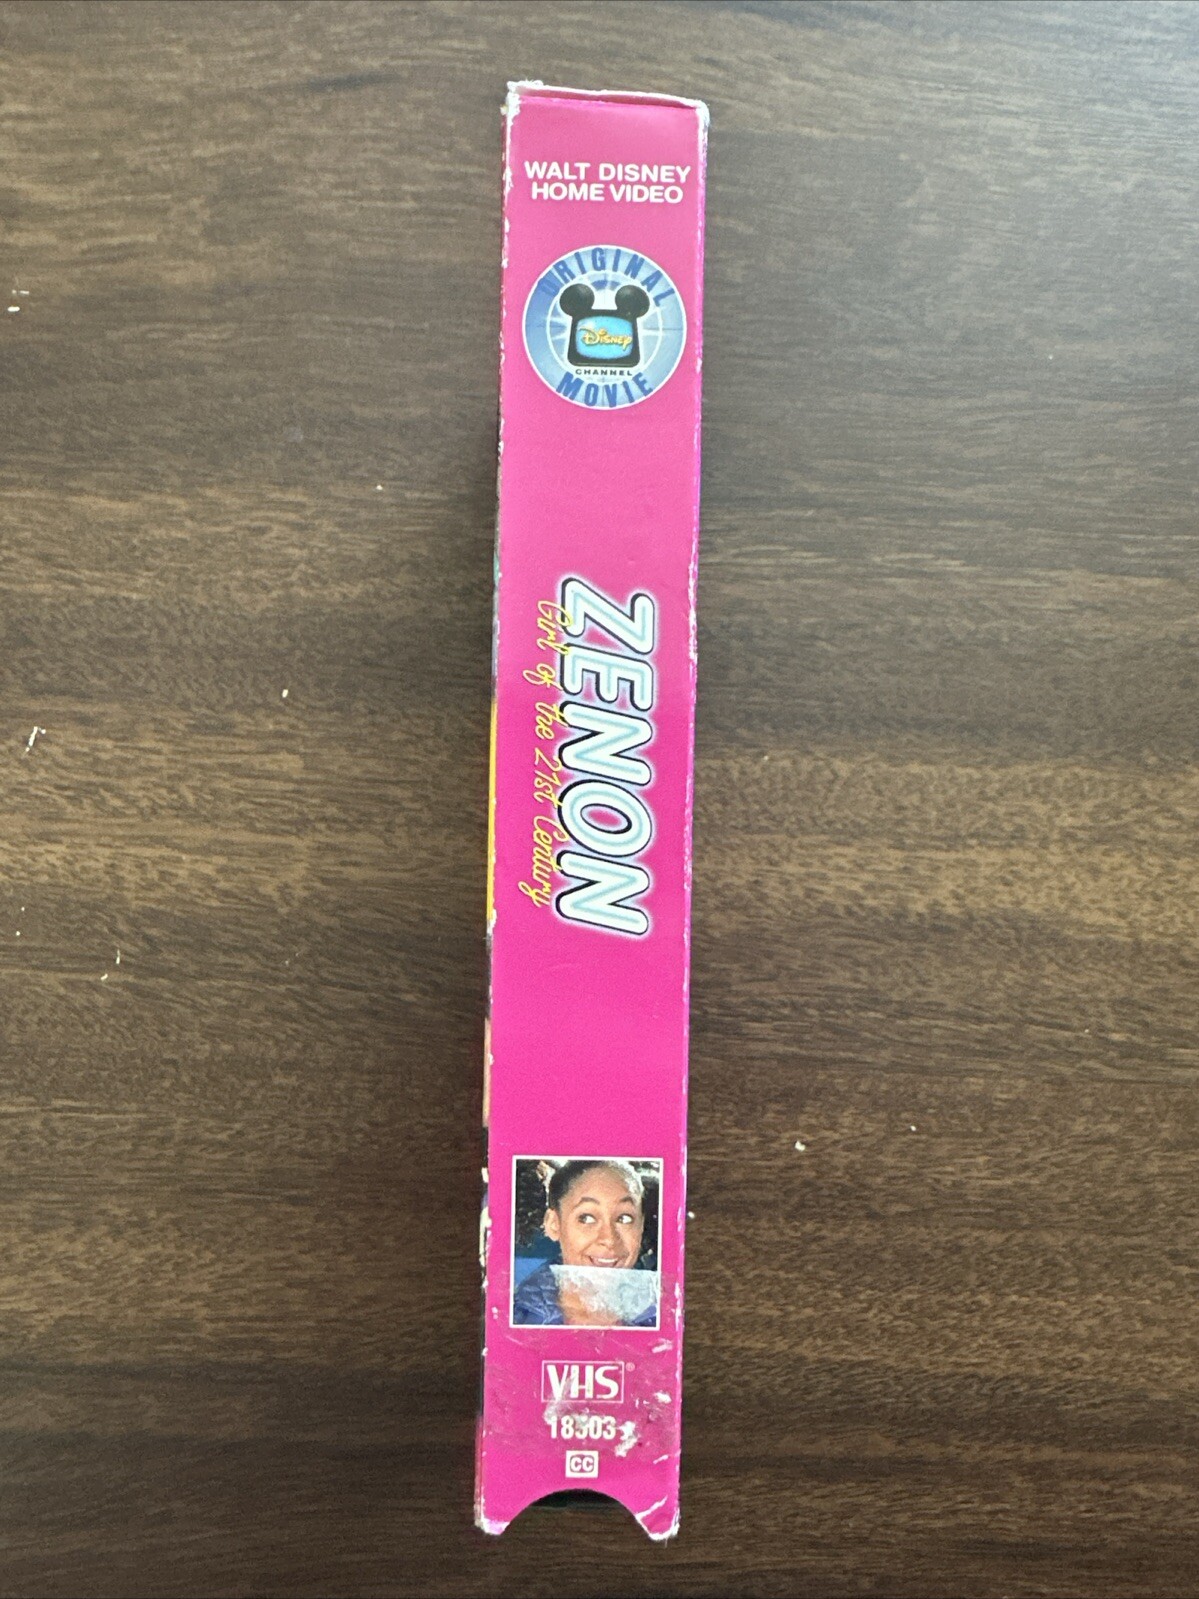 WALT DISNEY
HOME VIDEO
ORIGINAL
Disney
CHANNEL
MOVIE
ZENON
Girl of the 21st Century
VHS®
CC